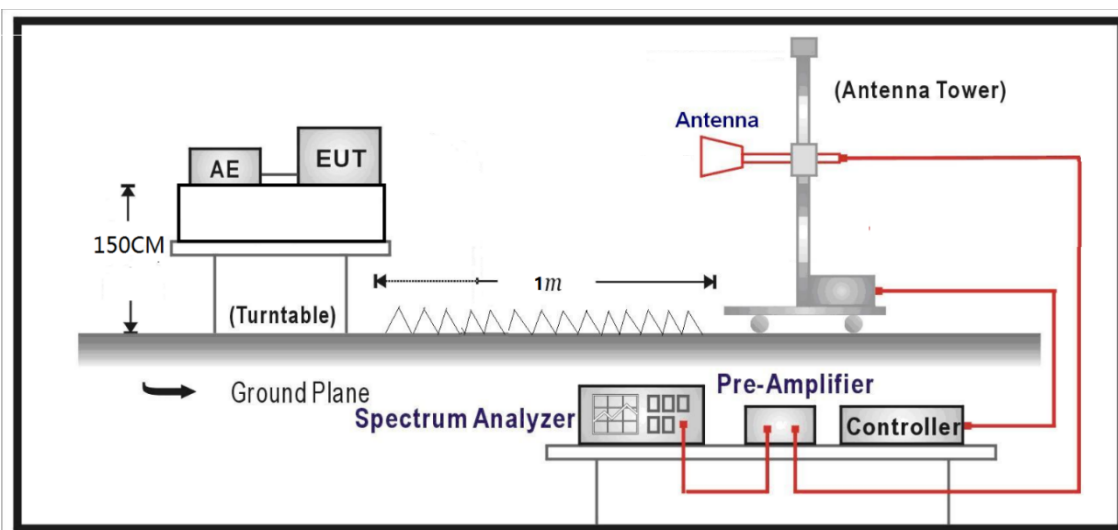 (Antenna Tower)
Antenna
AE
EUT
150CM
1m
(Turntable)
Ground Plane
Pre-Amplifier
Spectrum Analyzer
Controller